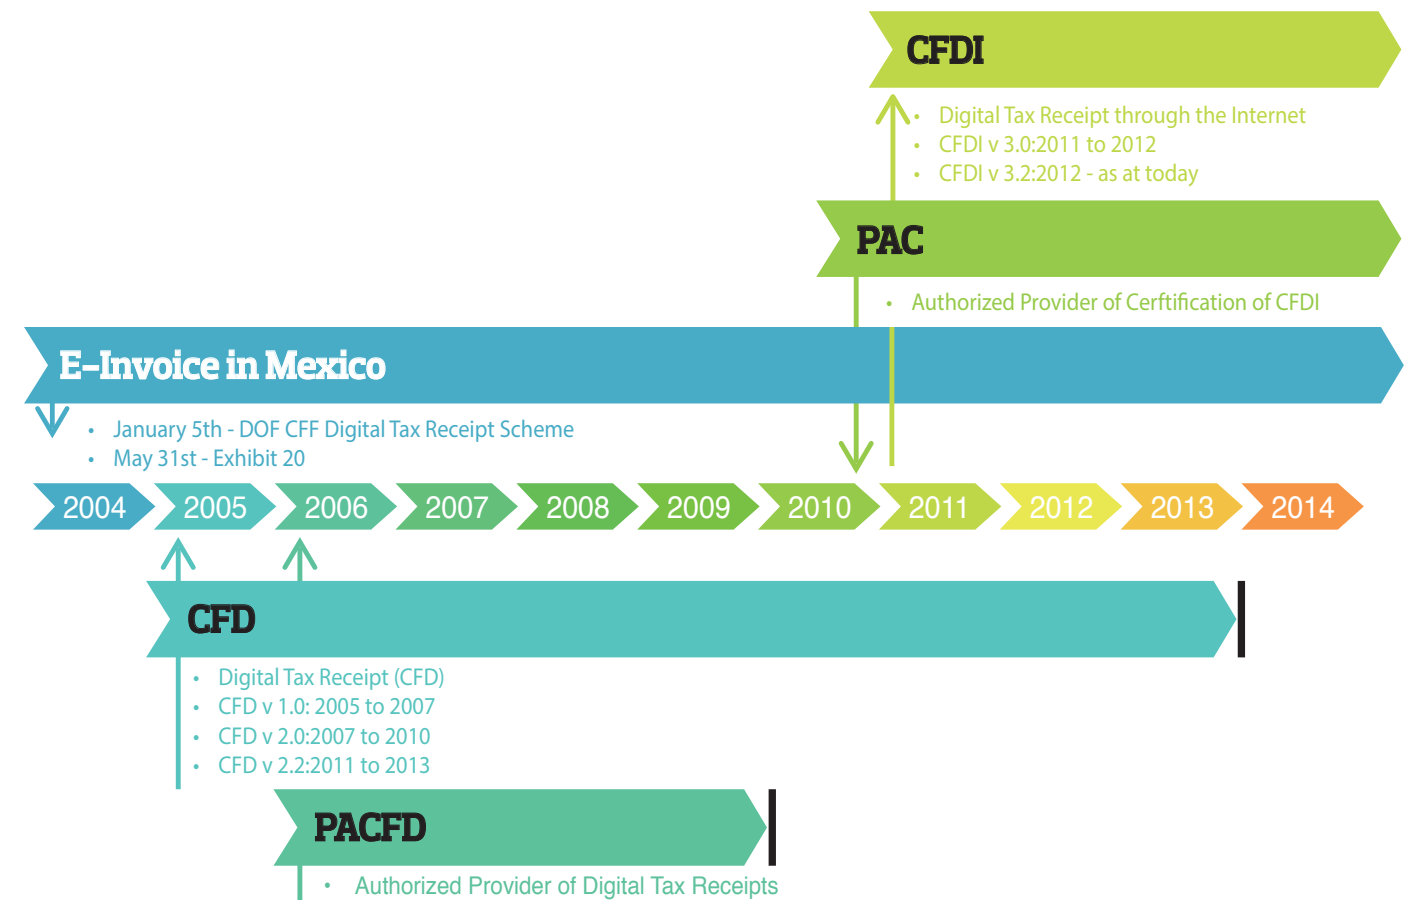 CFDI
• Digital Tax Receipt through the Internet
• CFDI v 3.0:2011 to 2012
• CFDI v 3.2:2012 - as at today
PAC
• Authorized Provider of Cerftification of CFDI
E-Invoice in Mexico
• January 5th - DOF CFF Digital Tax Receipt Scheme
• May 31st - Exhibit 20
2004 2005 2006 2007 2008 2009 2010 2011 2012 2013 2014
CFD
• Digital Tax Receipt (CFD)
• CFD v 1.0: 2005 to 2007
• CFD v 2.0:2007 to 2010
• CFD v 2.2:2011 to 2013
PACFD
• Authorized Provider of Digital Tax Receipts